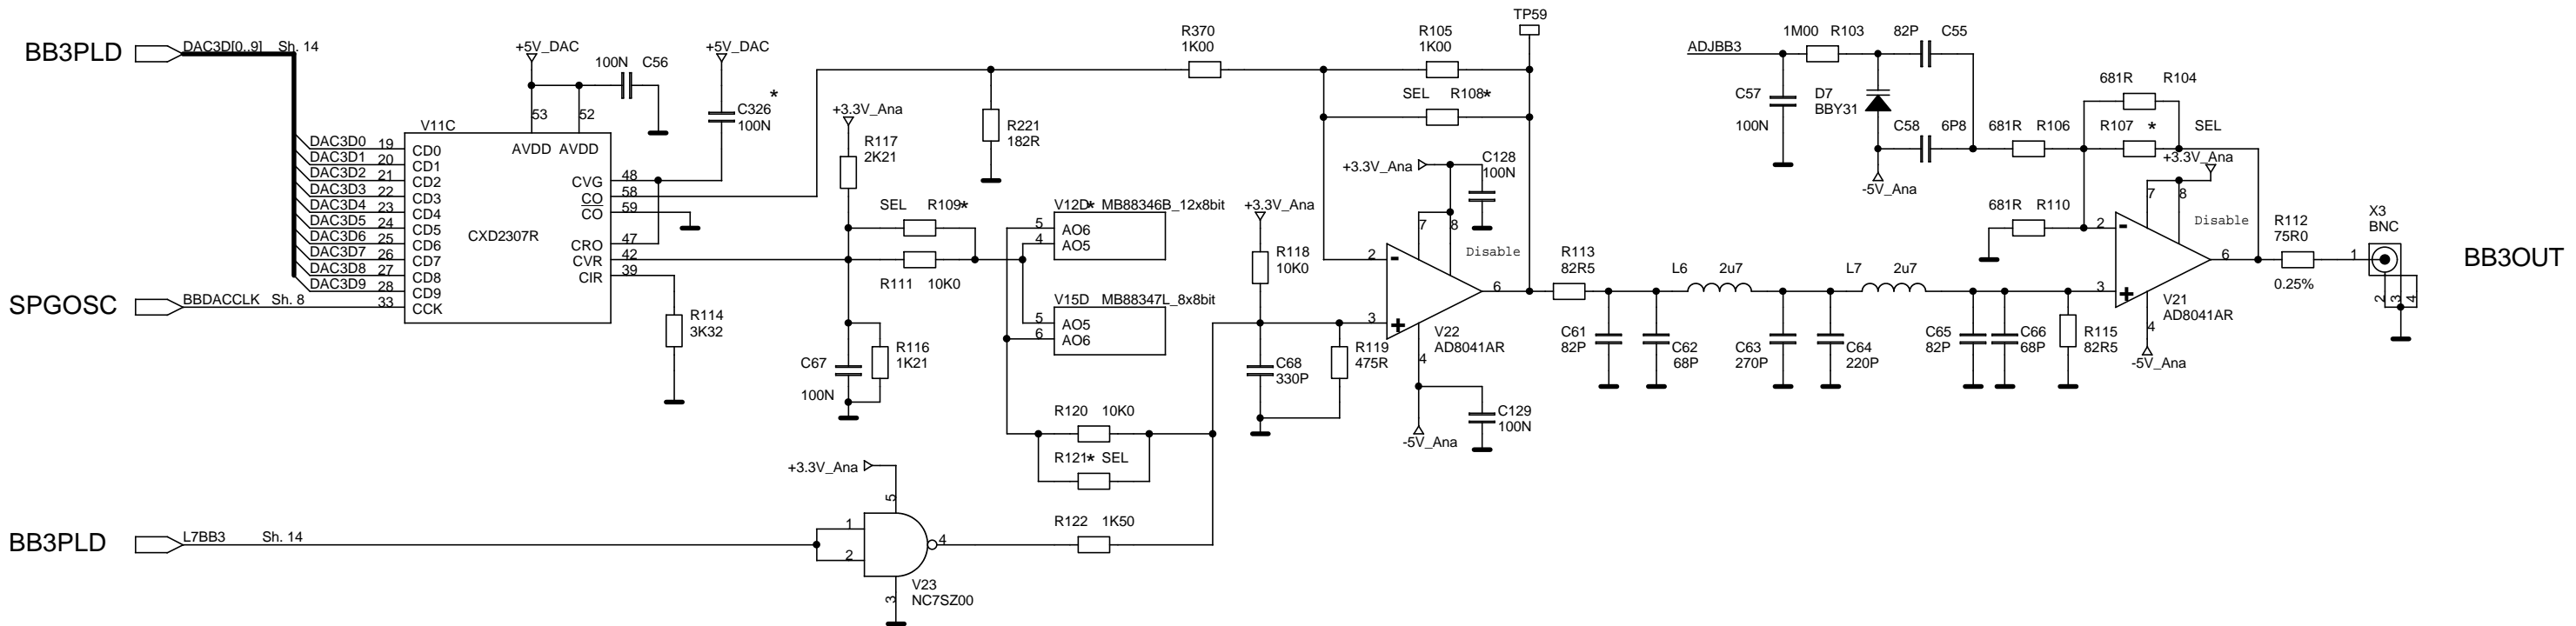 BB3PLD
DAC3D[0..9] Sh. 14
+5V_DAC
100N C56
53
52
+5V_DAC
*
C326
100N
V11C
AVDD AVDD
CXD2307R
DAC3D0 19 CD0
DAC3D1 20 CD1
DAC3D2 21 CD2
DAC3D3 22 CD3
DAC3D4 23 CD4
DAC3D5 24 CD5
DAC3D6 25 CD6
DAC3D7 26 CD7
DAC3D8 27 CD8
DAC3D9 28 CD9
SPGOSC
BBDACCLK Sh. 8
33 CCK
CVG 48
CO 58
CO 59
CRO 47
CVR 42
CIR 39
R114
3K32
+3.3V_Ana
R117
2K21
SEL R109*
R111 10K0
C67
100N
R116
1K21
R370
1K00
R221
182R
V12D* MB88346B_12x8bit
5 AO6
4 AO5
V15D MB88347L_8x8bit
5 AO5
6 AO6
R120 10K0
R121* SEL
R122 1K50
BB3PLD
L7BB3 Sh. 14
+3.3V_Ana
5
1
2
4
3
V23
NC7SZ00
R105
1K00
TP59
SEL R108*
+3.3V_Ana
C128
100N
7
8
Disable
+3.3V_Ana
R118
10K0
2
3
6
4
V22
AD8041AR
C68
330P
R119
475R
-5V_Ana
C129
100N
R113
82R5
C61
82P
C62
68P
L6 2u7
C63
270P
C64
220P
L7 2u7
C65
82P
C66
68P
R115
82R5
ADJBB3
1M00 R103
82P C55
C57
100N
D7
BBY31
C58 6P8
-5V_Ana
681R R106
681R R104
R107 * SEL
+3.3V_Ana
681R R110
7
8
Disable
2
3
6
4
V21
AD8041AR
-5V_Ana
R112
75R0
0.25%
X3
BNC
1
2
3
4
BB3OUT